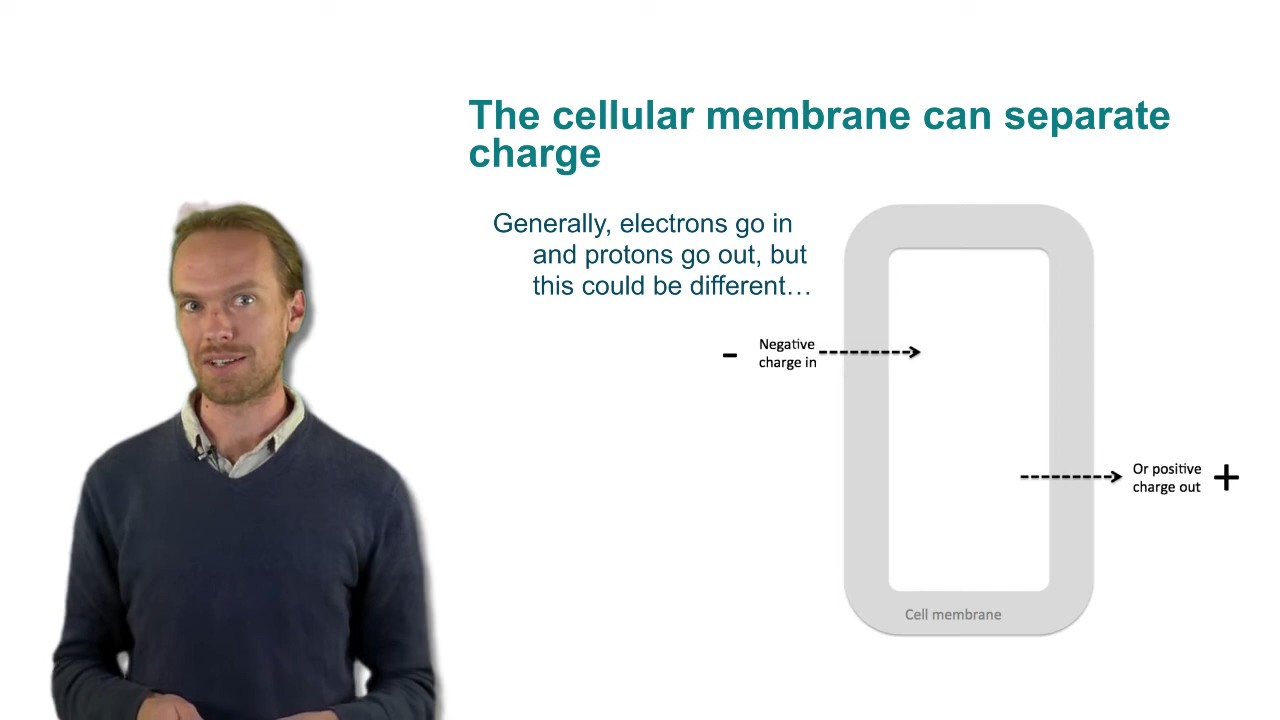 The cellular membrane can separate
charge
Generally, electrons go in
and protons go out, but
this could be different…
- Negative
charge in
Or positive +
charge out
Cell membrane